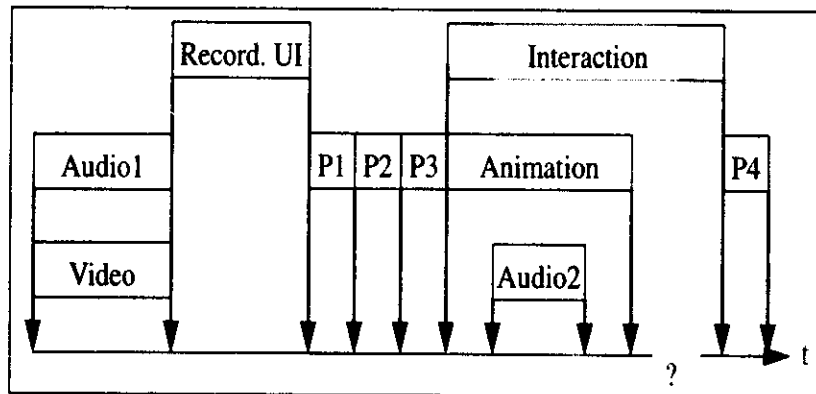 Record. UI
Interaction
Audio1
P1
P2
P3
Animation
P4
Video
Audio2
t
?